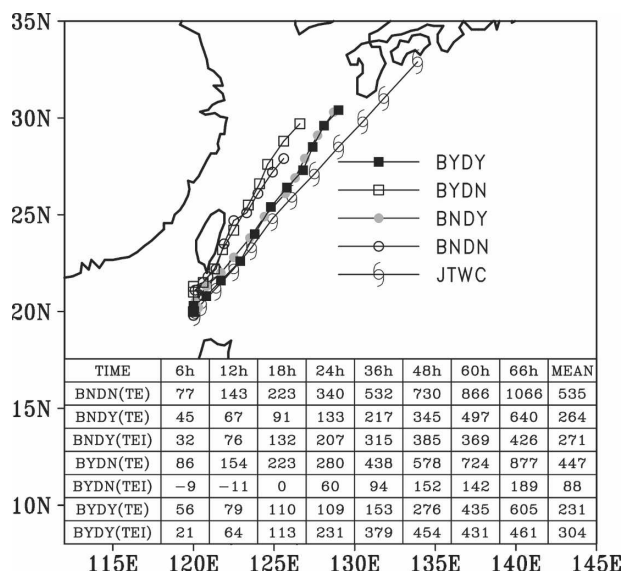 35N
30N
25N
20N
15N
10N
BYDY
BYDN
BNDY
BNDN
JTWC
TIME 6h 12h 18h 24h 36h 48h 60h 66h MEAN
BNDN(TE) 77 143 223 340 532 730 866 1066 535
BNDY(TE) 45 67 91 133 217 345 497 640 264
BNDY(TEI) 32 76 132 207 315 385 369 426 271
BYDN(TE) 86 154 223 280 438 578 724 877 447
BYDN(TEI) −9 −11 0 60 94 152 142 189 88
BYDY(TE) 56 79 110 109 153 276 435 605 231
BYDY(TEI) 21 64 113 231 379 454 431 461 304
115E 120E 125E 130E 135E 140E 145E